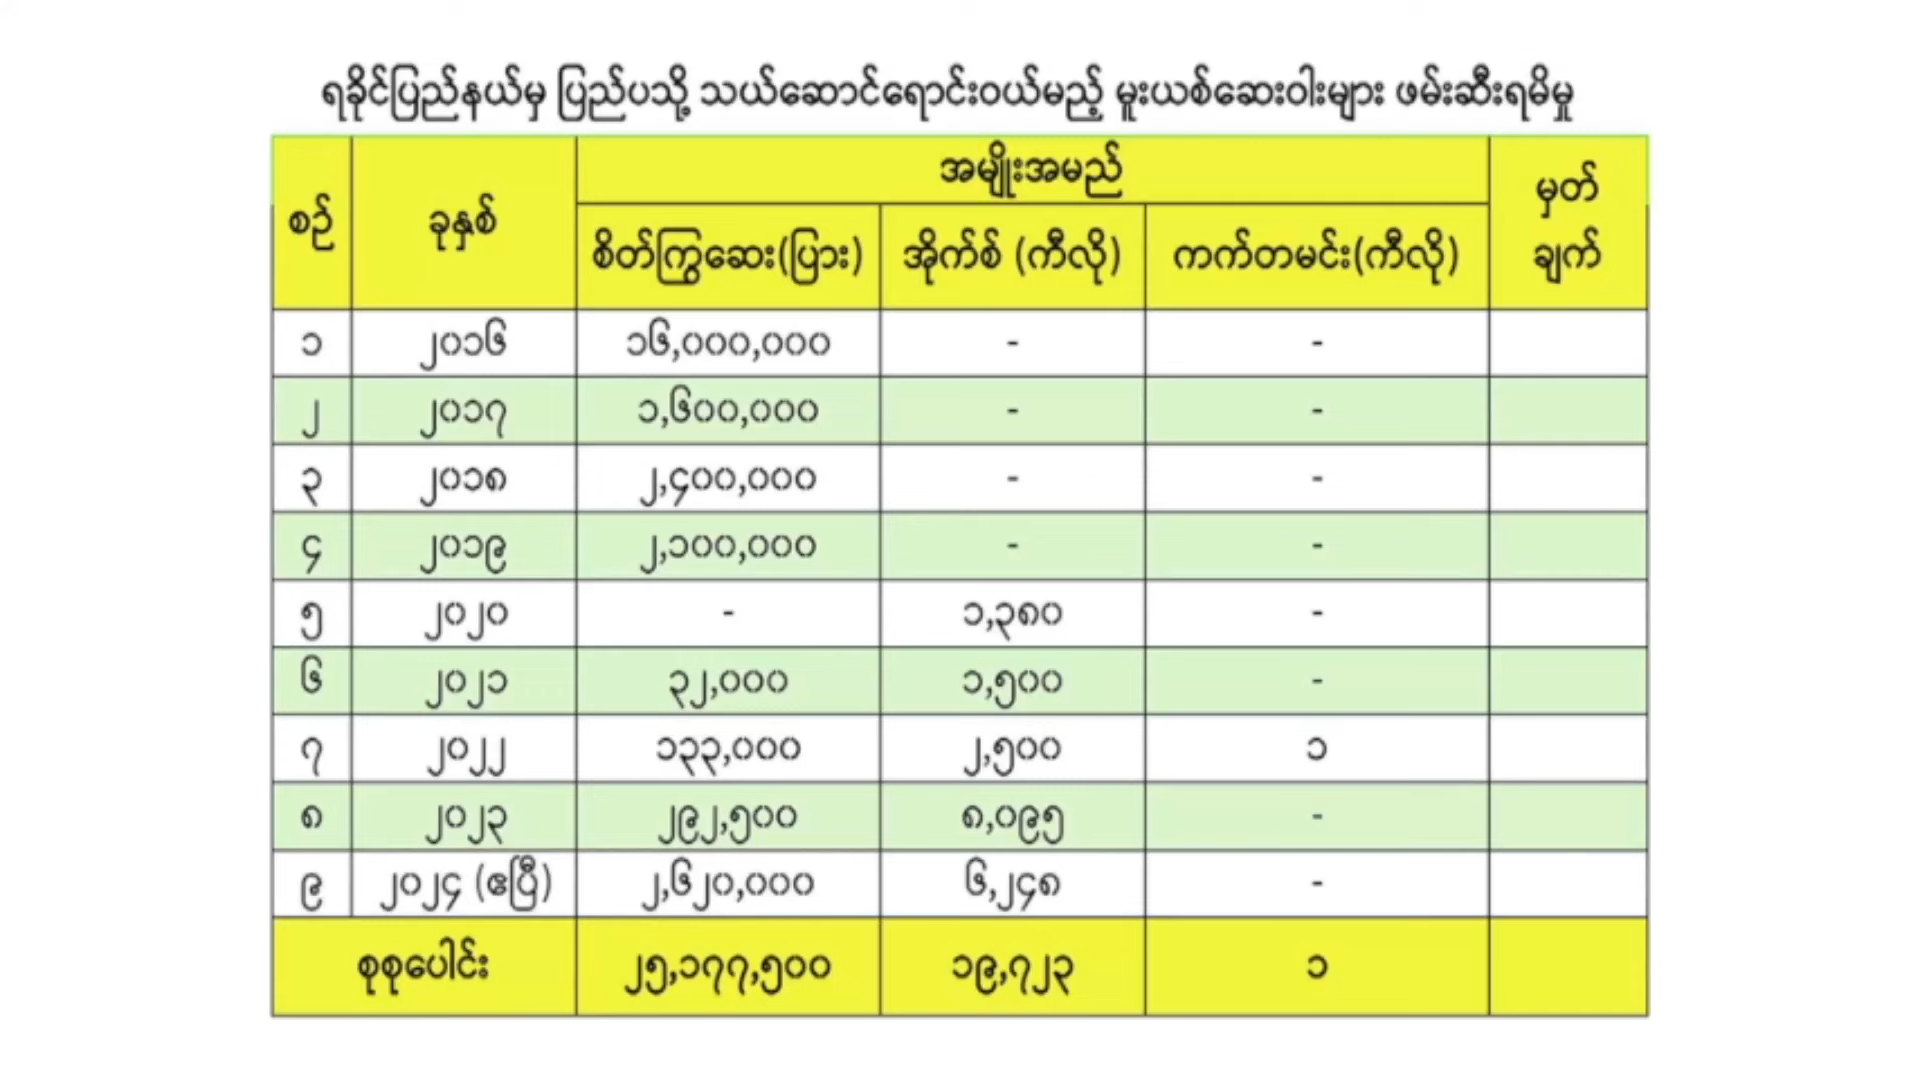 ရခိုင်ပြည်နယ်မှ ပြည်ပသို့ သယ်ဆောင်ရောင်းဝယ်မည့် မူးယစ်ဆေးဝါးများ ဖမ်းဆီးရမိမှု
စဉ် ခုနှစ် အမျိုးအမည် မှတ်ချက်
စိတ်ကြွဆေး(ပြား) အိုက်စ် (ကီလို) ကက်တမင်း(ကီလို)
၁ ၂၀၁၆ ၁၆,၀၀၀,၀၀၀ - -
၂ ၂၀၁၇ ၁,၆၀၀,၀၀၀ - -
၃ ၂၀၁၈ ၂,၄၀၀,၀၀၀ - -
၄ ၂၀၁၉ ၂,၁၀၀,၀၀၀ - -
၅ ၂၀၂၀ - ၁,၃၈၀ -
၆ ၂၀၂၁ ၃၂,၀၀၀ ၁,၅၀၀ -
၇ ၂၀၂၂ ၁၃၃,၀၀၀ ၂,၅၀၀ ၁
၈ ၂၀၂၃ ၂၉၂,၅၀၀ ၈,၀၉၅ -
၉ ၂၀၂၄ (ဧပြီ) ၂,၆၂၀,၀၀၀ ၆,၂၄၈ -
စုစုပေါင်း ၂၅,၁၇၇,၅၀၀ ၁၉,၇၂၃ ၁